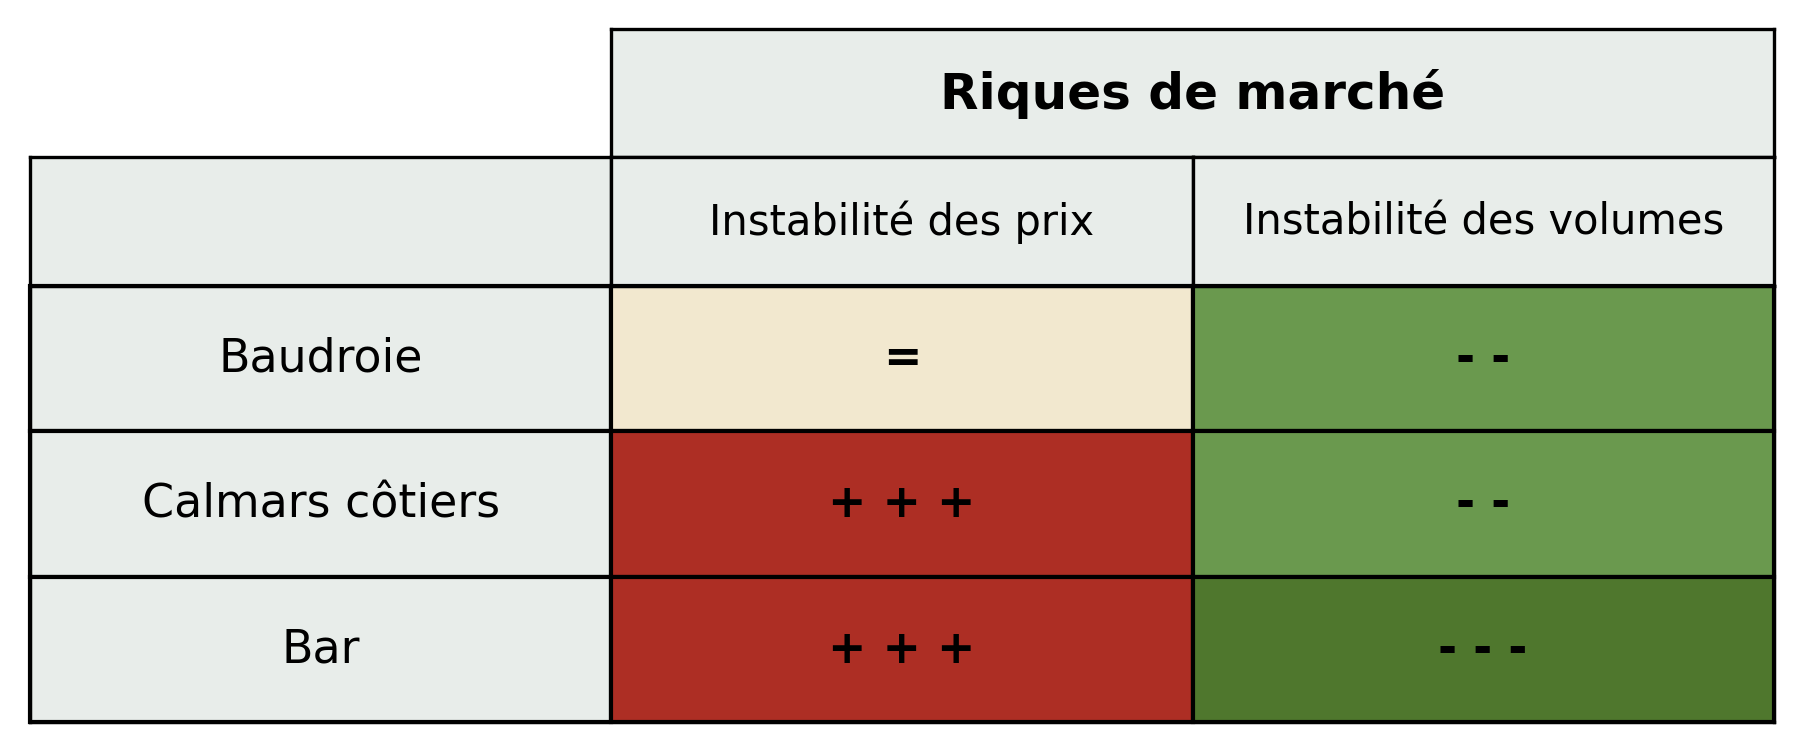 Riques de marché
Instabilité des prix Instabilité des volumes
Baudroie = - -
Calmars côtiers + + + - -
Bar + + + - - -